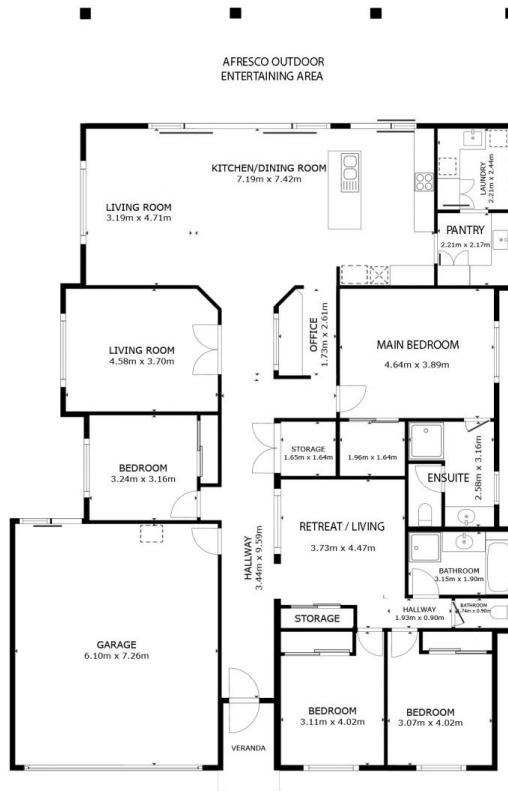 AFRESCO OUTDOOR
ENTERTAINING AREA
KITCHEN/DINING ROOM
7.19m x 7.42m
LIVING ROOM
3.19m x 4.71m
LAUNDRY
2.21m x 2.44m
PANTRY
2.21m x 2.17m
LIVING ROOM
4.58m x 3.70m
OFFICE
1.73m x 2.61m
MAIN BEDROOM
4.64m x 3.89m
STORAGE
1.65m x 1.64m
1.96m x 1.64m
BEDROOM
3.24m x 3.16m
ENSUITE
2.58m x 3.16m
RETREAT / LIVING
3.73m x 4.47m
HALLWAY
3.44m x 9.59m
BATHROOM
3.15m x 1.90m
HALLWAY
1.93m x 0.90m
BATHROOM
STORAGE
GARAGE
6.10m x 7.26m
BEDROOM
3.11m x 4.02m
BEDROOM
3.07m x 4.02m
VERANDA